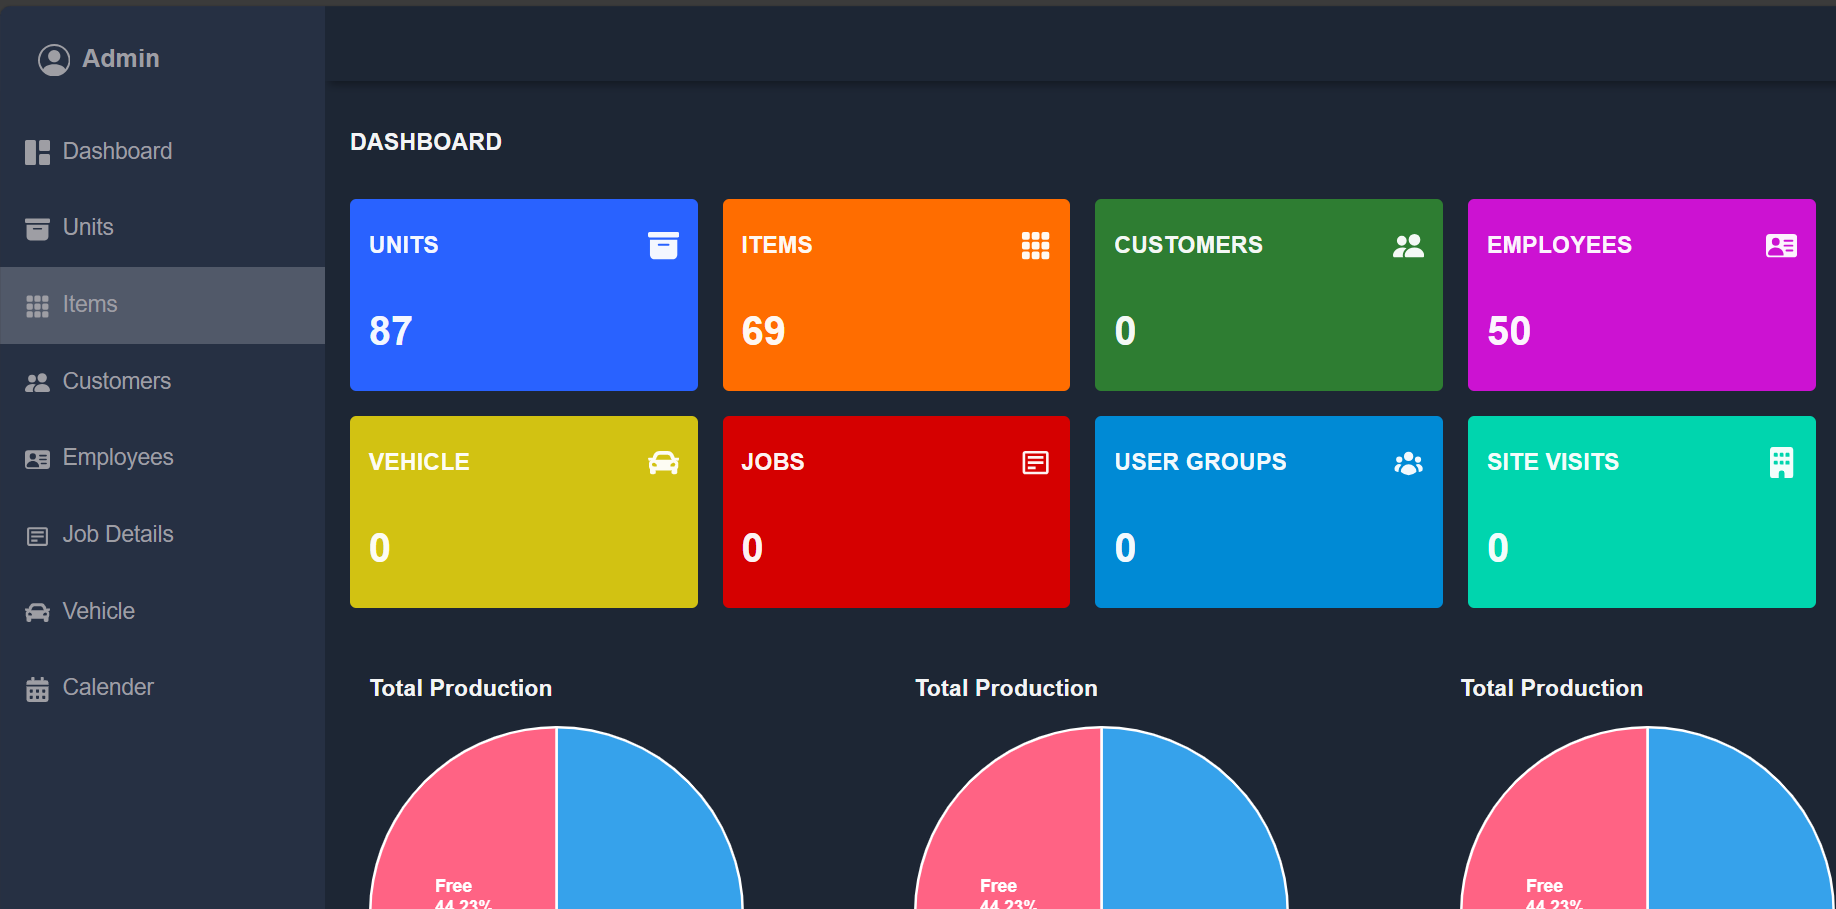 Admin
Dashboard
Units
Items
Customers
Employees
Job Details
Vehicle
Calender
DASHBOARD
UNITS
87
ITEMS
69
CUSTOMERS
0
EMPLOYEES
50
VEHICLE
0
JOBS
0
USER GROUPS
0
SITE VISITS
0
Total Production
Free
44.23%
Total Production
Free
44.23%
Total Production
Free
44.23%